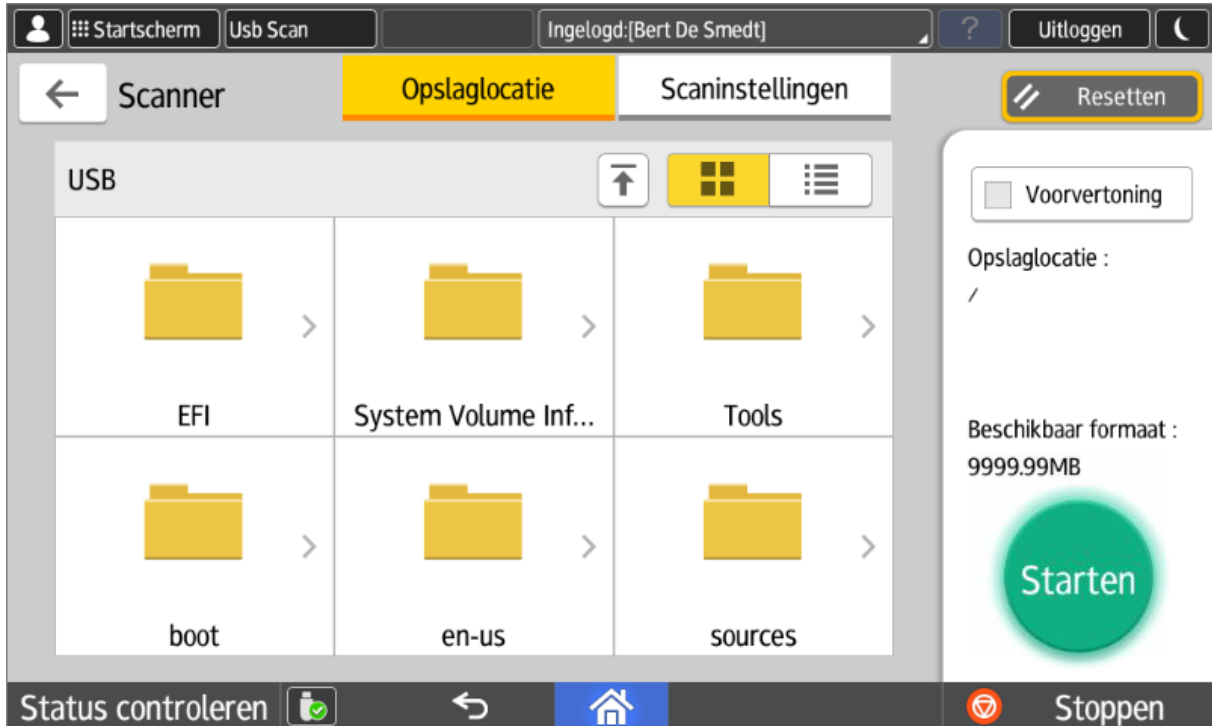 Startscherm
Usb Scan
Ingelogd:[Bert De Smedt]
?
Uitloggen
Scanner
Opslaglocatie
Scaninstellingen
Resetten
USB
Voorvertoning
Opslaglocatie :
/
EFI
System Volume Inf...
Tools
Beschikbaar formaat :
9999.99MB
Starten
boot
en-us
sources
Status controleren
Stoppen